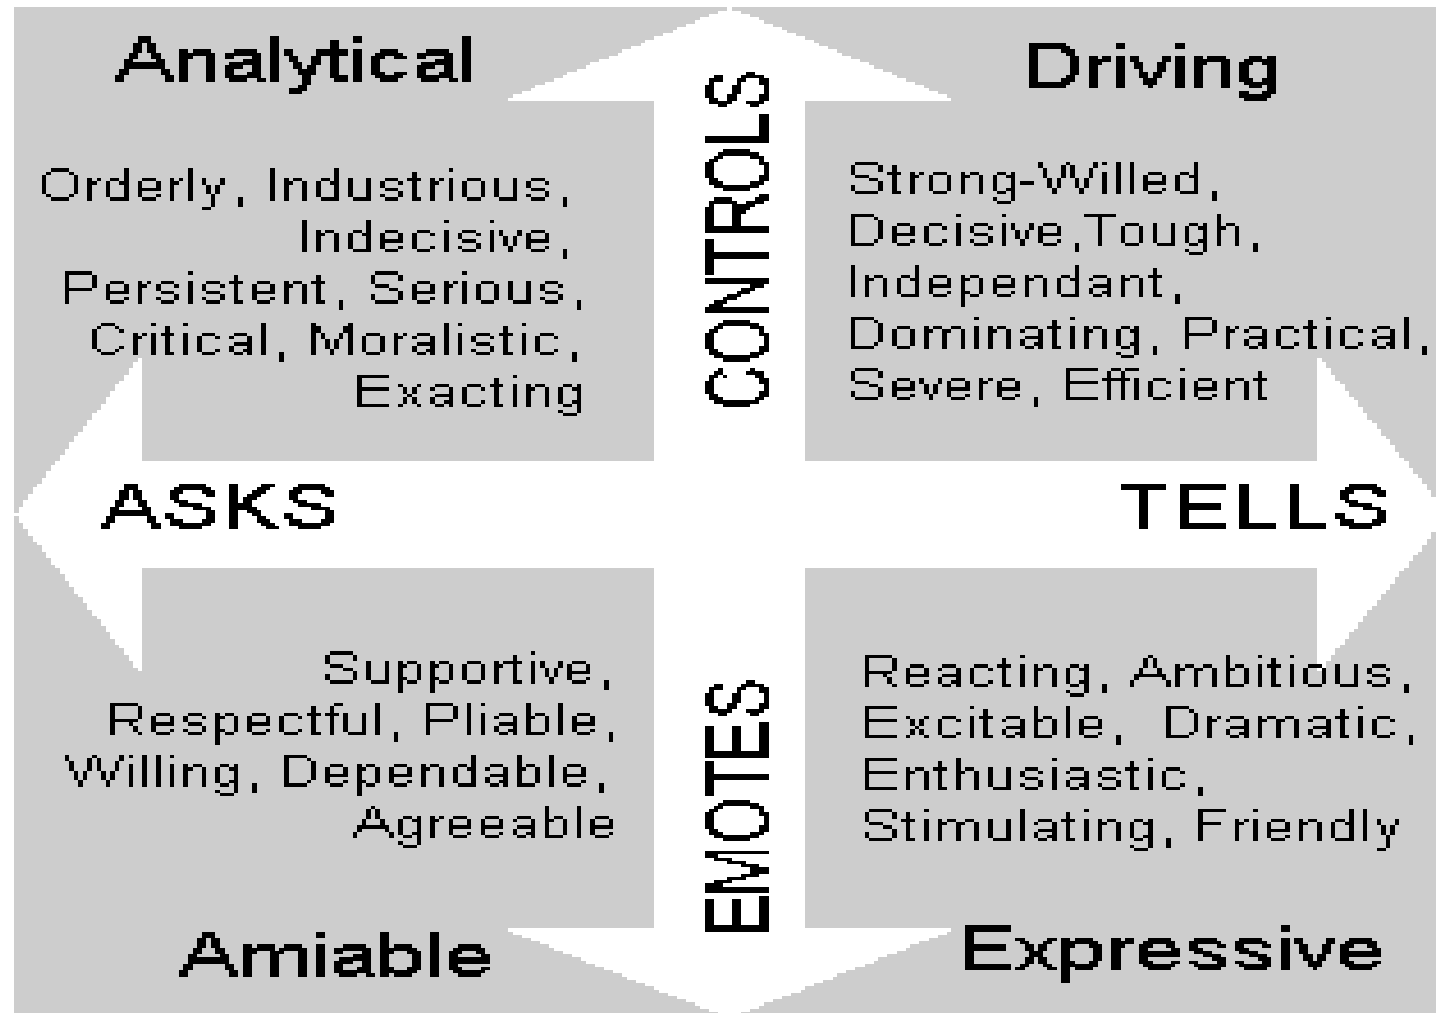 Analytical
Orderly, Industrious,
Indecisive,
Persistent, Serious,
Critical, Moralistic,
Exacting
CONTROLS
Driving
Strong-Willed,
Decisive,Tough,
Independant,
Dominating, Practical,
Severe, Efficient
ASKS
TELLS
Supportive,
Respectful, Pliable,
Willing, Dependable,
Agreeable
Amiable
EMOTES
Reacting, Ambitious,
Excitable, Dramatic,
Enthusiastic,
Stimulating, Friendly
Expressive